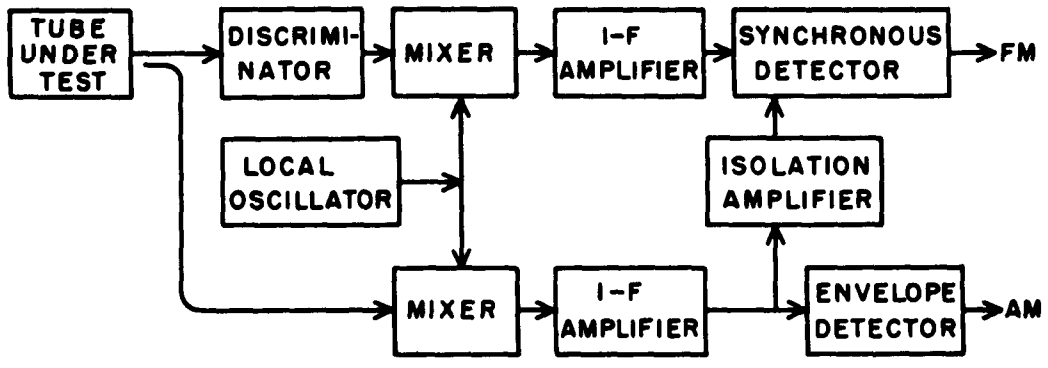 TUBE
UNDER
TEST
DISCRIMI-
NATOR
MIXER
I-F
AMPLIFIER
SYNCHRONOUS
DETECTOR
FM
LOCAL
OSCILLATOR
ISOLATION
AMPLIFIER
MIXER
I-F
AMPLIFIER
ENVELOPE
DETECTOR
AM